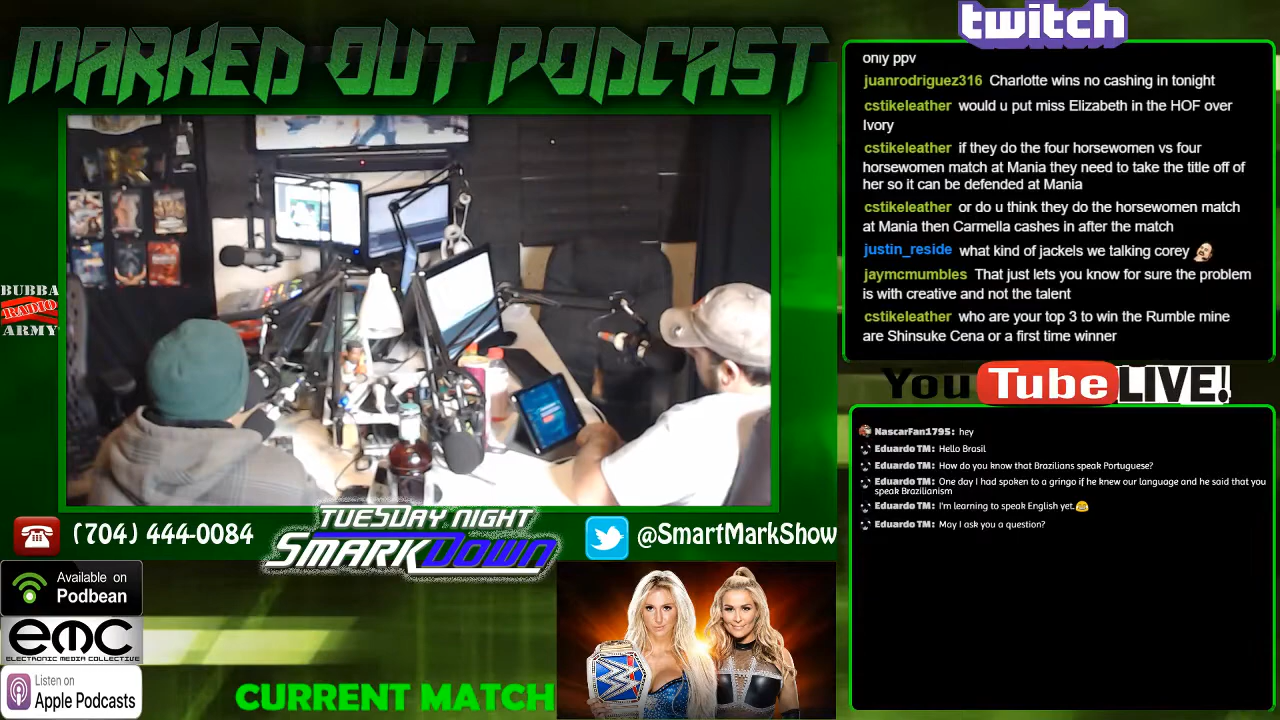 MARKED OUT PODCAST
twitch
only ppv
juanrodriguez316 Charlotte wins no cashing in tonight
cstikeleather would u put miss Elizabeth in the HOF over
Ivory
cstikeleather if they do the four horsewomen vs four
horsewomen match at Mania they need to take the title off of
her so it can be defended at Mania
cstikeleather or do u think they do the horsewomen match
at Mania then Carmella cashes in after the match
justin_reside what kind of jackels we talking corey
jaymcmumbles That just lets you know for sure the problem
is with creative and not the talent
cstikeleather who are your top 3 to win the Rumble mine
are Shinsuke Cena or a first time winner
BUBBA
RADIO
ARMY
YouTube LIVE!
NascarFan1795: hey
Eduardo TM: Hello Brasil
Eduardo TM: How do you know that Brazilians speak Portuguese?
Eduardo TM: One day I had spoken to a gringo if he knew our language and he said that you
speak Brazilianism
Eduardo TM: I'm learning to speak English yet.
Eduardo TM: May I ask you a question?
(704) 444-0084
TUESDAY NIGHT
SMARKDOWN
@SmartMarkShow
Available on
Podbean
emc
ELECTRONIC MEDIA COLLECTIVE
Listen on
Apple Podcasts
CURRENT MATCH